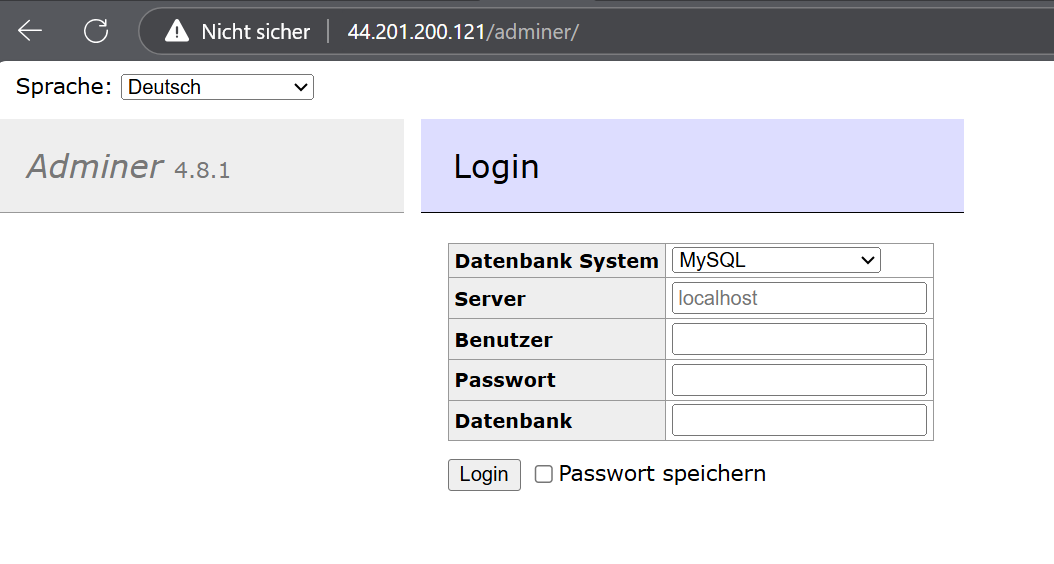 Nicht sicher 44.201.200.121/adminer/
Sprache: Deutsch
Adminer 4.8.1
Login
Datenbank System MySQL
Server localhost
Benutzer
Passwort
Datenbank
Login Passwort speichern